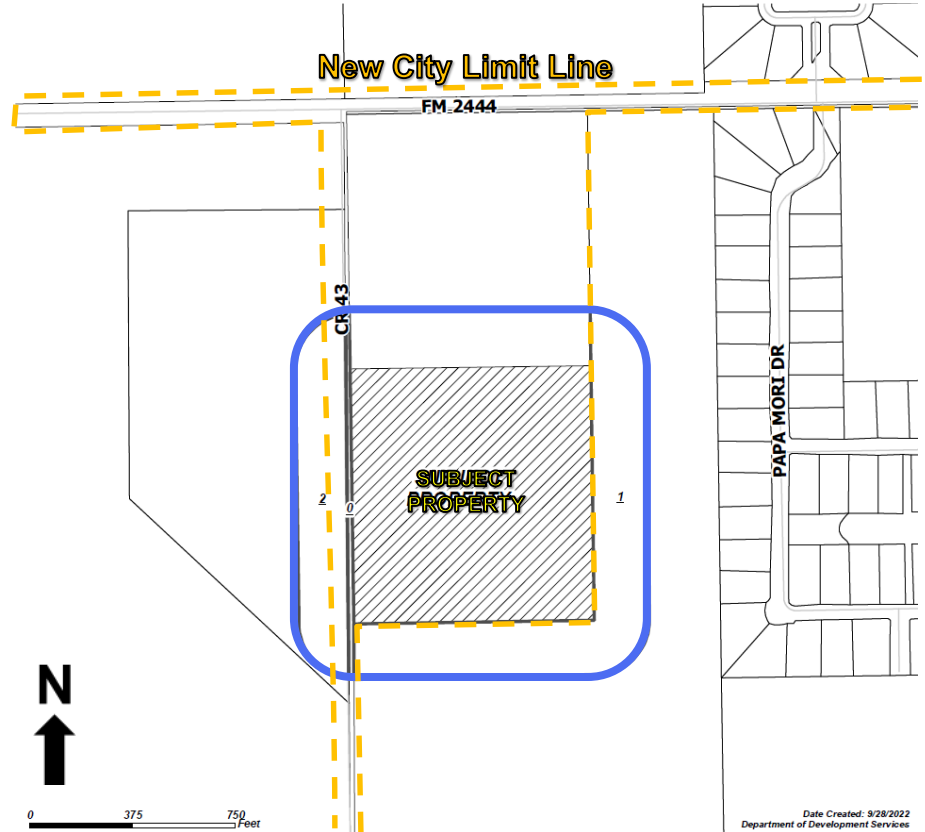 New City Limit Line
FM 2444
CR 43
PAPA MORI DR
SUBJECT
PROPERTY
2
0
1
N
0 375 750
Feet
Date Created: 9/28/2022
Department of Development Services